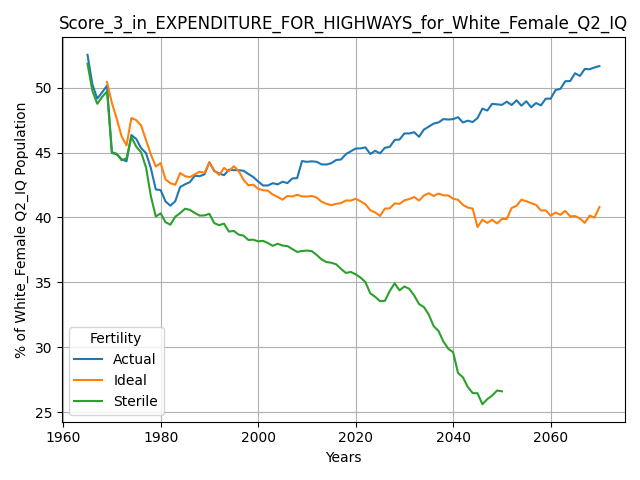 Score_3_in_EXPENDITURE_FOR_HIGHWAYS_for_White_Female_Q2_IQ
% of White_Female Q2_IQ Population
50
45
40
35
30
25
Fertility
Actual
Ideal
Sterile
1960 1980 2000 2020 2040 2060
Years